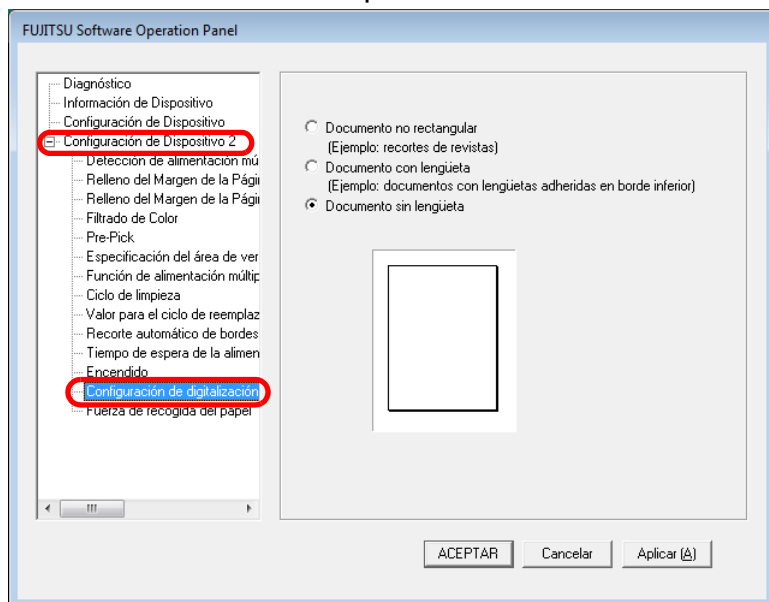 FUJITSU Software Operation Panel
Diagnóstico
Información de Dispositivo
Configuración de Dispositivo
Configuración de Dispositivo 2
Detección de alimentación mú
Relleno del Margen de la Pági
Relleno del Margen de la Pági
Filtrado de Color
Pre-Pick
Especificación del área de ver
Función de alimentación múltip
Ciclo de limpieza
Valor para el ciclo de reemplaz
Recorte automático de bordes
Tiempo de espera de la alimen
Encendido
Configuración de digitalización
Fuerza de recogida del papel
Documento no rectangular
(Ejemplo: recortes de revistas)
Documento con lengüeta
(Ejemplo: documentos con lengüetas adheridas en borde inferior)
Documento sin lengüeta
ACEPTAR Cancelar Aplicar (A)